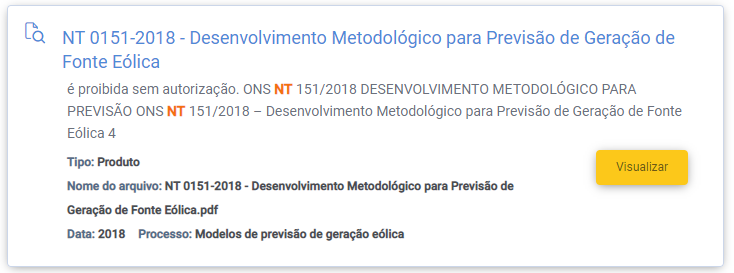 NT 0151-2018 - Desenvolvimento Metodológico para Previsão de Geração de
Fonte Eólica
é proibida sem autorização. ONS NT 151/2018 DESENVOLVIMENTO METODOLÓGICO PARA
PREVISÃO ONS NT 151/2018 – Desenvolvimento Metodológico para Previsão de Geração de Fonte
Eólica 4
Tipo: Produto
Visualizar
Nome do arquivo: NT 0151-2018 - Desenvolvimento Metodológico para Previsão de
Geração de Fonte Eólica.pdf
Data: 2018 Processo: Modelos de previsão de geração eólica